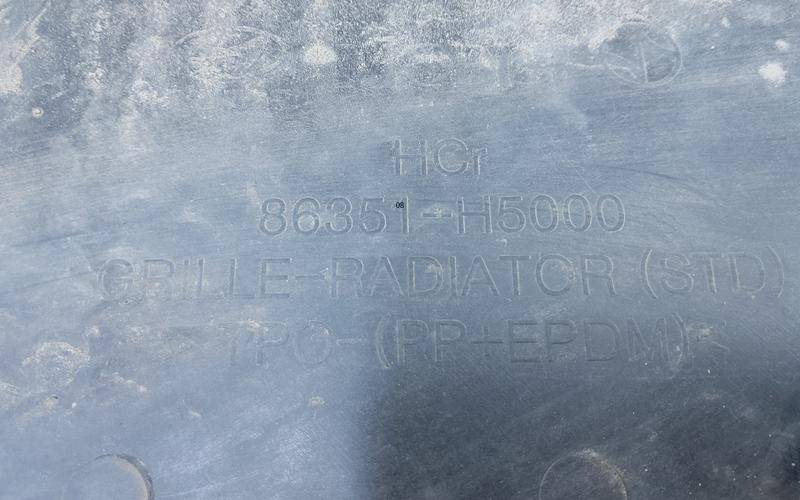 HCr
86351-H5000
GRILLE-RADIATOR (STD)
>TPO-(PP+EPDM)<